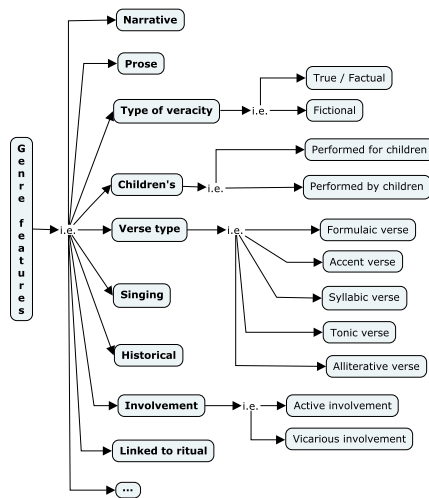 Genre features
i.e.
Narrative
Prose
Type of veracity
i.e.
True / Factual
Fictional
Children's
i.e.
Performed for children
Performed by children
Verse type
i.e.
Formulaic verse
Accent verse
Syllabic verse
Tonic verse
Alliterative verse
Singing
Historical
Involvement
i.e.
Active involvement
Vicarious involvement
Linked to ritual
...